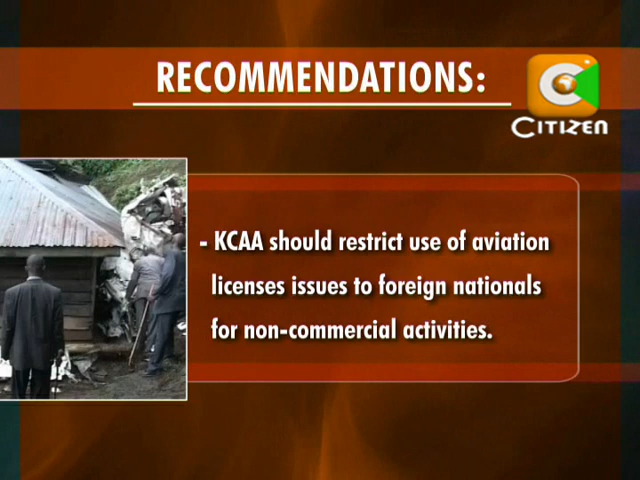 RECOMMENDATIONS:
CITIZEN
- KCAA should restrict use of aviation
licenses issues to foreign nationals
for non-commercial activities.